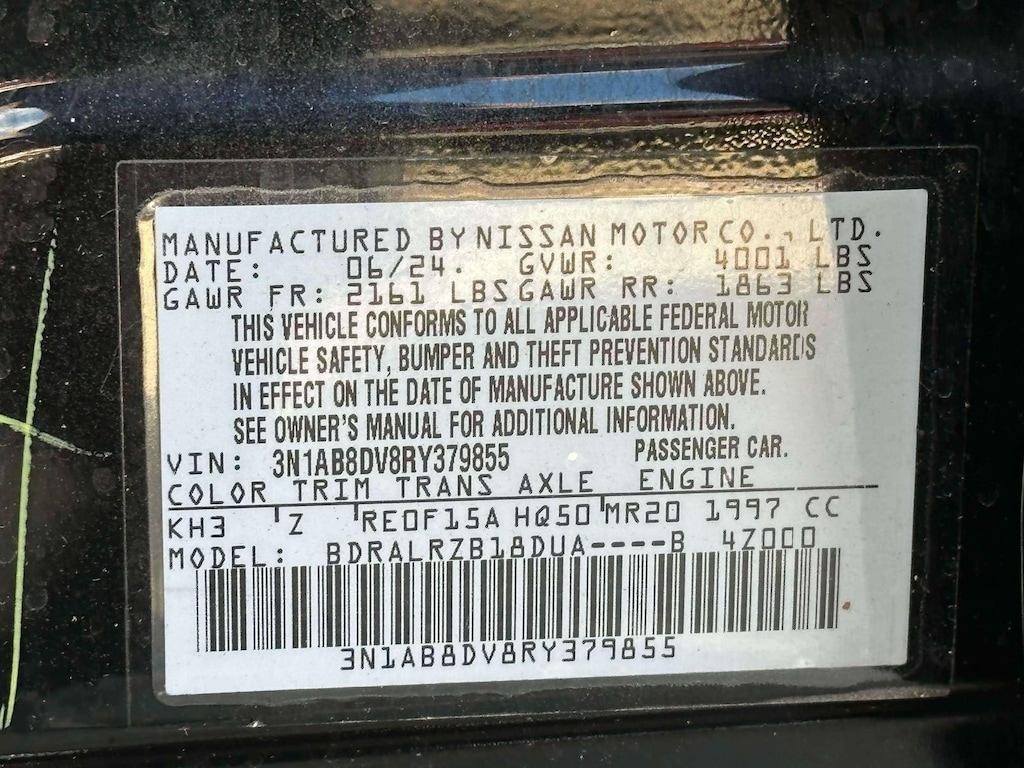 MANUFACTURED BY NISSAN MOTOR CO., LTD.
DATE: 06/24. GVWR: 4001 LBS
GAWR FR: 2161 LBS GAWR RR: 1863 LBS
THIS VEHICLE CONFORMS TO ALL APPLICABLE FEDERAL MOTOR
VEHICLE SAFETY, BUMPER AND THEFT PREVENTION STANDARDS
IN EFFECT ON THE DATE OF MANUFACTURE SHOWN ABOVE.
SEE OWNER'S MANUAL FOR ADDITIONAL INFORMATION.
VIN: 3N1AB8DV8RY379855 PASSENGER CAR.
COLOR TRIM TRANS AXLE ENGINE
KH3 Z RE0F15A HQ50 MR20 1997 CC
MODEL: BDRALRZB18DUA----B 4Z000
3N1AB8DV8RY379855